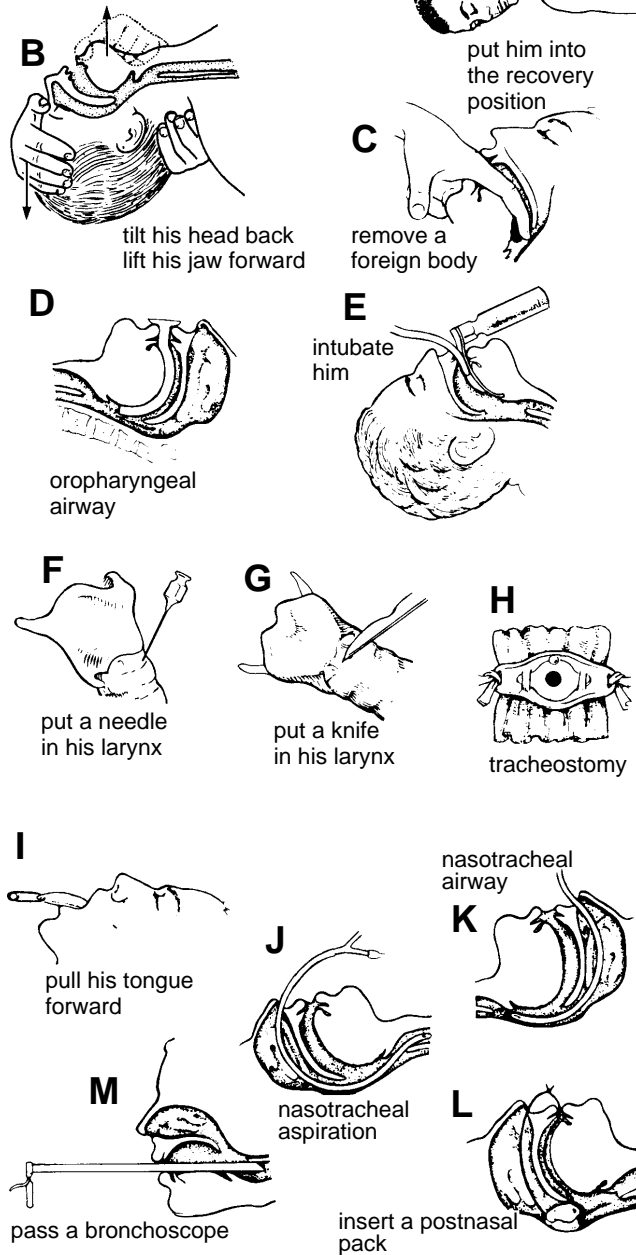 put him into
the recovery
position
B
tilt his head back
lift his jaw forward
C
remove a
foreign body
D
oropharyngeal
airway
E
intubate
him
F
put a needle
in his larynx
G
put a knife
in his larynx
H
tracheostomy
I
pull his tongue
forward
J
nasotracheal
aspiration
nasotracheal
airway
K
L
insert a postnasal
pack
M
pass a bronchoscope